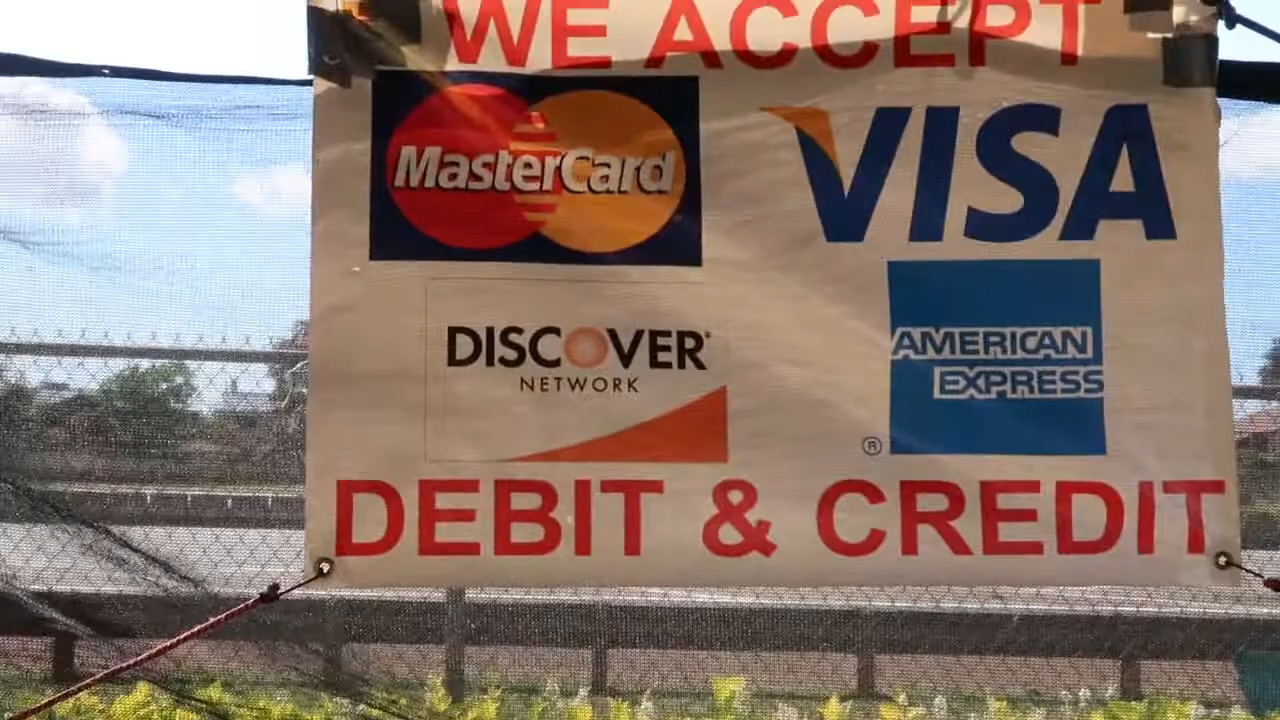 WE ACCEPT
MasterCard
VISA
DISCOVER®
NETWORK
AMERICAN
EXPRESS
®
DEBIT & CREDIT